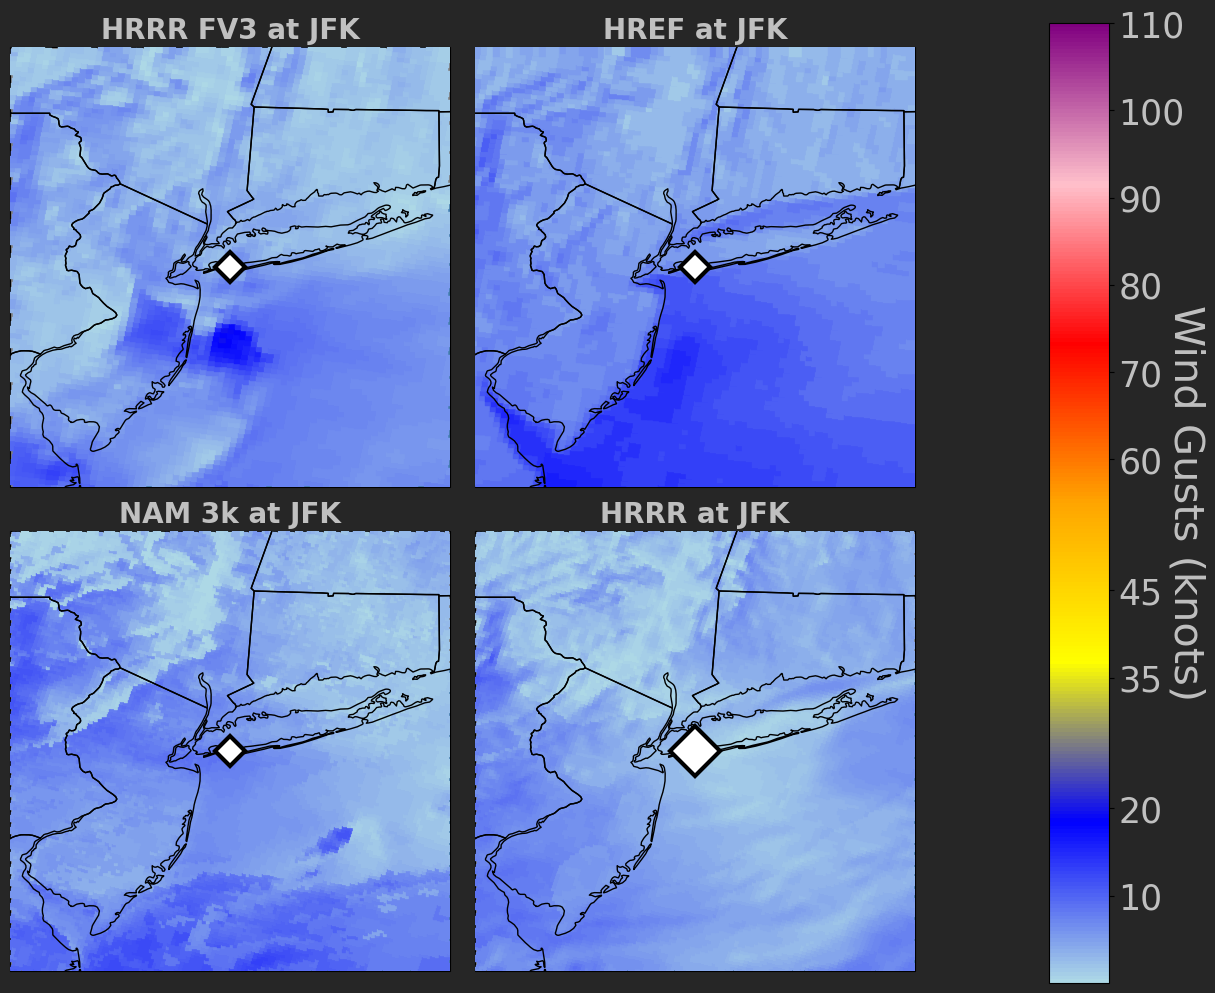 HRRR FV3 at JFK
HREF at JFK
NAM 3k at JFK
HRRR at JFK
110
100
90
80
70
60
45
35
20
10
Wind Gusts (knots)